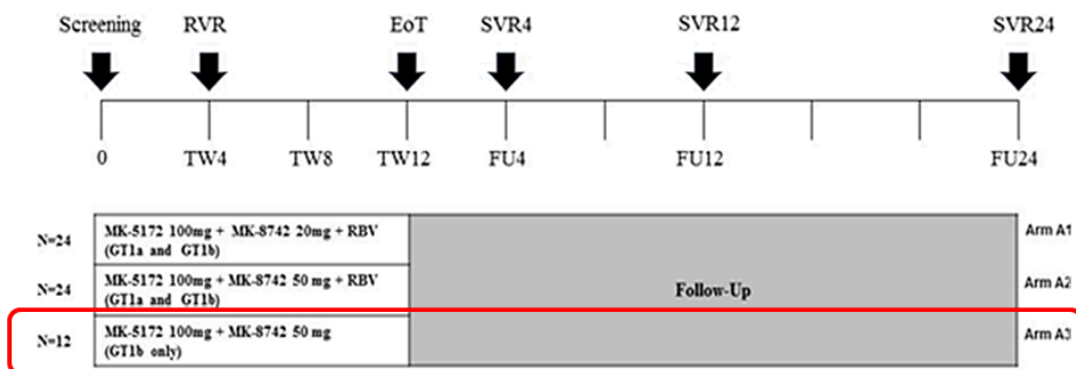 Screening RVR EoT SVR4 SVR12 SVR24
0 TW4 TW8 TW12 FU4 FU12 FU24
N=24 MK-5172 100mg + MK-8742 20mg + RBV Arm A1
(GT1a and GT1b)
N=24 MK-5172 100mg + MK-8742 50 mg + RBV Arm A2
(GT1a and GT1b)
Follow-Up
N=12 MK-5172 100mg + MK-8742 50 mg Arm A3
(GT1b only)